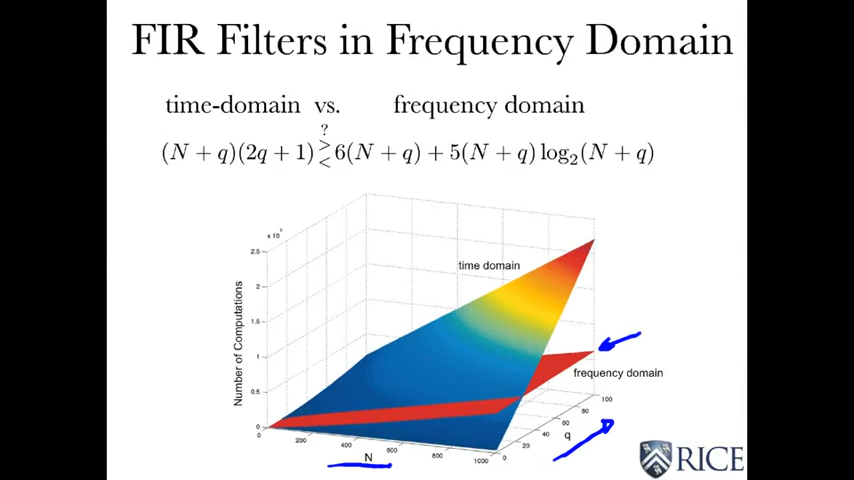 FIR Filters in Frequency Domain
time-domain vs. frequency domain
(N + q)(2q + 1) ≷? 6(N + q) + 5(N + q) log₂(N + q)
2.5
2
1.5
1
0.5
0
Number of Computations
time domain
frequency domain
0
200
400
600
800
1000
N
0
20
40
60
80
100
q
RICE